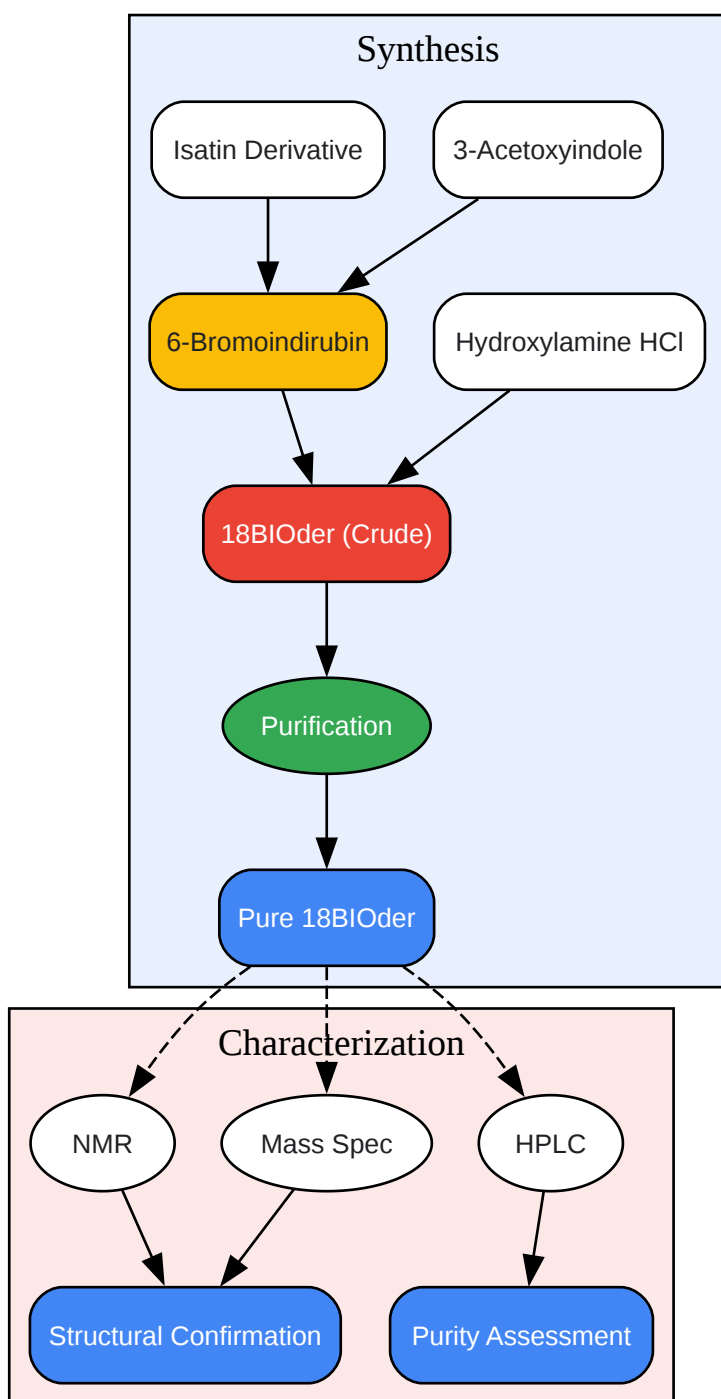 Synthesis
Isatin Derivative
3-Acetoxyindole
6-Bromoindirubin
Hydroxylamine HCl
18BIOder (Crude)
Purification
Pure 18BIOder
Characterization
NMR
Mass Spec
HPLC
Structural Confirmation
Purity Assessment